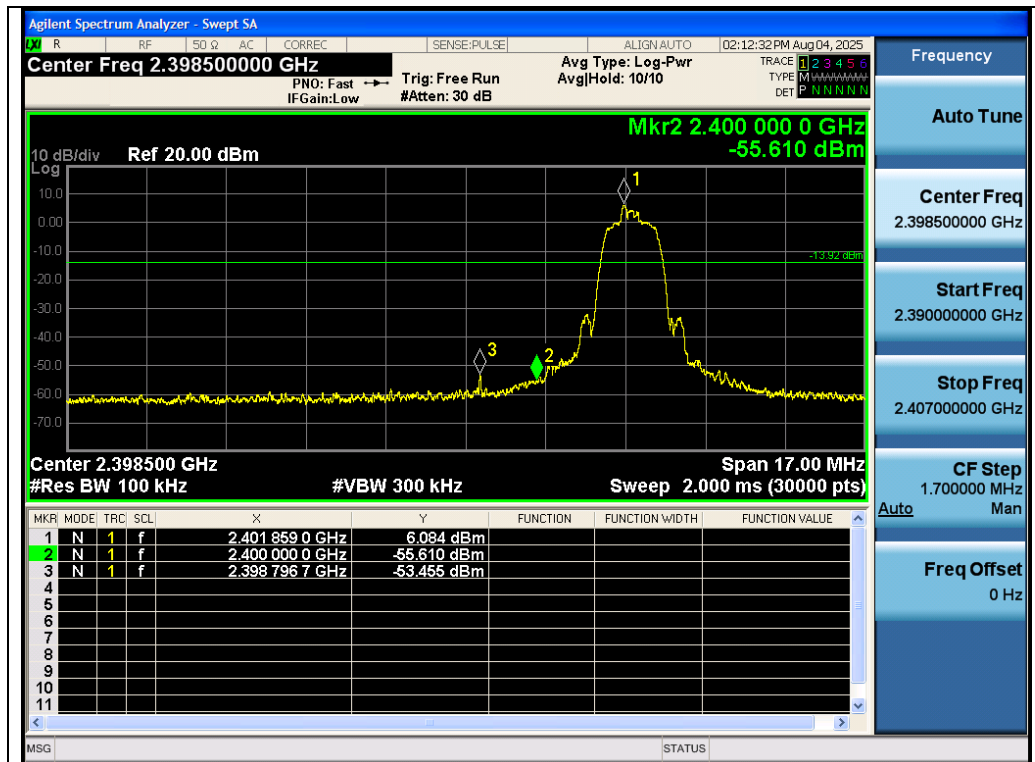 Agilent Spectrum Analyzer - Swept SA
LXI R RF 50 Ω AC CORREC SENSE:PULSE ALIGN AUTO 02:12:32 PM Aug 04, 2025
Center Freq 2.398500000 GHz
PNO: Fast
IFGain:Low
Trig: Free Run
#Atten: 30 dB
Avg Type: Log-Pwr
Avg|Hold: 10/10
TRACE 1 2 3 4 5 6
TYPE M
DET P N N N N N
Mkr2 2.400 000 0 GHz
-55.610 dBm
10 dB/div Ref 20.00 dBm
Log
10.0
0.00
-10.0
-20.0
-30.0
-40.0
-50.0
-60.0
-70.0
1
-13.92 dBm
3
2
Center 2.398500 GHz Span 17.00 MHz
#Res BW 100 kHz #VBW 300 kHz Sweep 2.000 ms (30000 pts)
MKR MODE TRC SCL X Y FUNCTION FUNCTION WIDTH FUNCTION VALUE
1 N 1 f 2.401 859 0 GHz 6.084 dBm
2 N 1 f 2.400 000 0 GHz -55.610 dBm
3 N 1 f 2.398 796 7 GHz -53.455 dBm
4
5
6
7
8
9
10
11
MSG STATUS
Frequency
Auto Tune
Center Freq
2.398500000 GHz
Start Freq
2.390000000 GHz
Stop Freq
2.407000000 GHz
CF Step
1.700000 MHz
Auto Man
Freq Offset
0 Hz